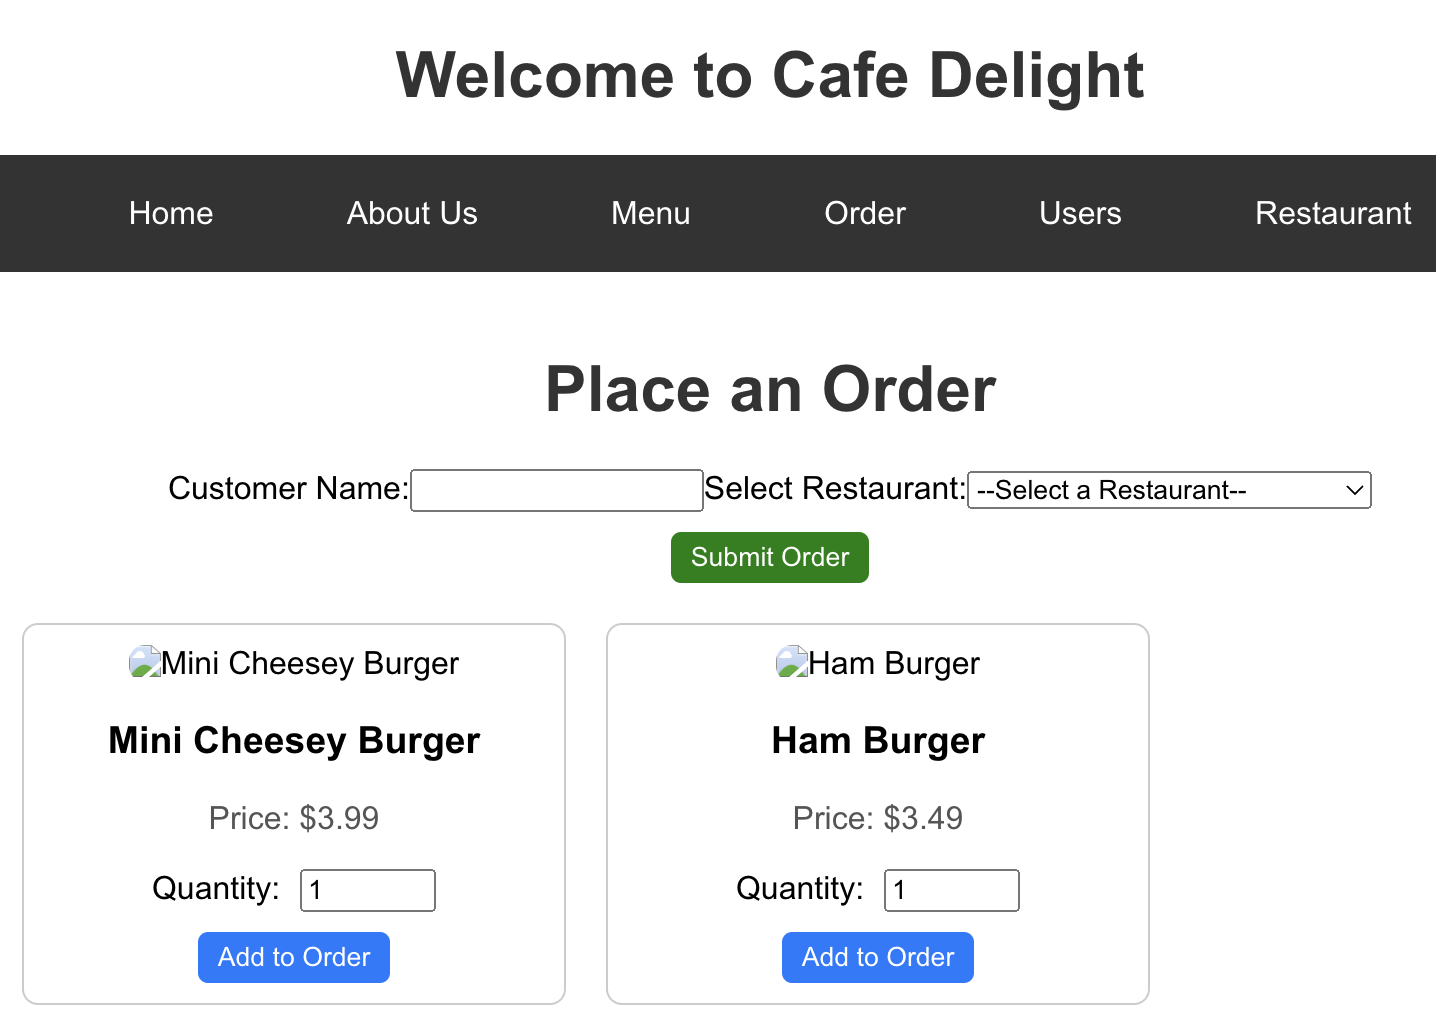 Welcome to Cafe Delight
Home About Us Menu Order Users Restaurant
Place an Order
Customer Name: Select Restaurant: --Select a Restaurant--
Submit Order
Mini Cheesey Burger
Mini Cheesey Burger
Price: $3.99
Quantity: 1
Add to Order
Ham Burger
Ham Burger
Price: $3.49
Quantity: 1
Add to Order